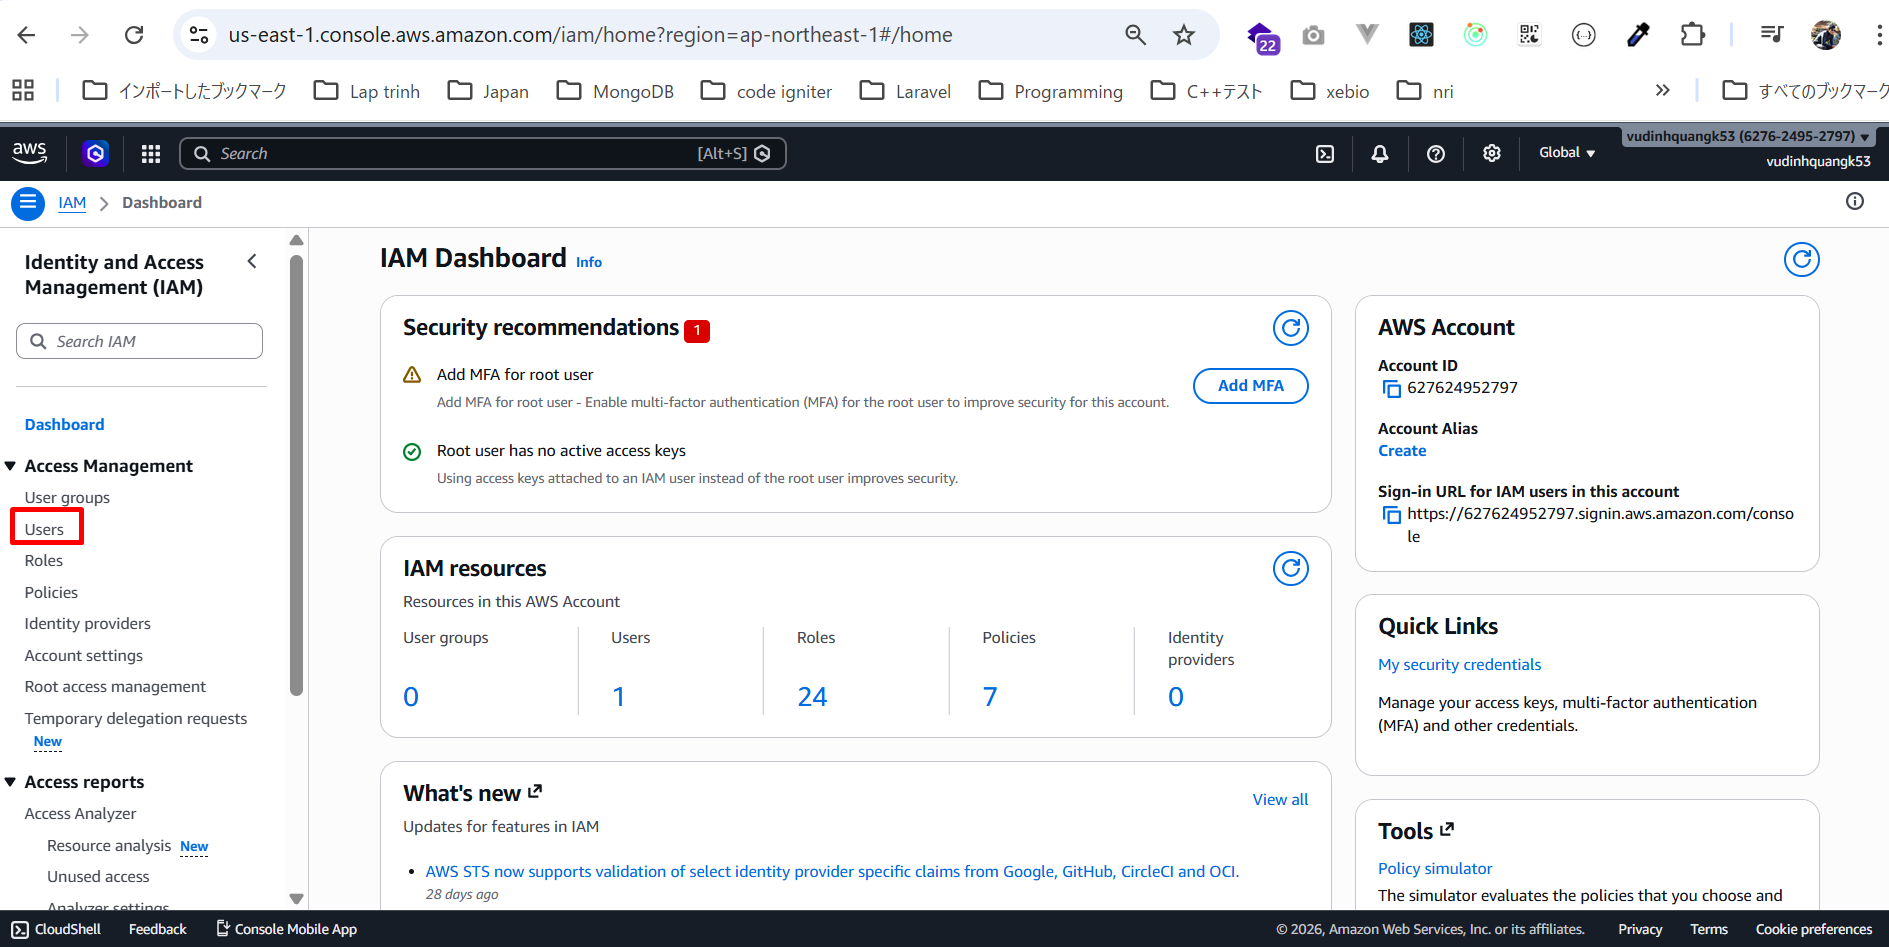 us-east-1.console.aws.amazon.com/iam/home?region=ap-northeast-1#/home
22
インポートしたブックマーク
Lap trinh
Japan
MongoDB
code igniter
Laravel
Programming
C++テスト
xebio
nri
すべてのブックマーク
aws
Search
[Alt+S]
Global
vudinhquangk53 (6276-2495-2797)
vudinhquangk53
IAM
Dashboard
Identity and Access
Management (IAM)
Search IAM
Dashboard
Access Management
User groups
Users
Roles
Policies
Identity providers
Account settings
Root access management
Temporary delegation requests
New
Access reports
Access Analyzer
Resource analysis New
Unused access
Analyzer settings
IAM Dashboard Info
Security recommendations 1
Add MFA for root user
Add MFA for root user - Enable multi-factor authentication (MFA) for the root user to improve security for this account.
Add MFA
Root user has no active access keys
Using access keys attached to an IAM user instead of the root user improves security.
IAM resources
Resources in this AWS Account
User groups
0
Users
1
Roles
24
Policies
7
Identity
providers
0
What's new
View all
Updates for features in IAM
• AWS STS now supports validation of select identity provider specific claims from Google, GitHub, CircleCI and OCI.
28 days ago
AWS Account
Account ID
627624952797
Account Alias
Create
Sign-in URL for IAM users in this account
https://627624952797.signin.aws.amazon.com/conso
le
Quick Links
My security credentials
Manage your access keys, multi-factor authentication
(MFA) and other credentials.
Tools
Policy simulator
The simulator evaluates the policies that you choose and
CloudShell
Feedback
Console Mobile App
© 2026, Amazon Web Services, Inc. or its affiliates.
Privacy
Terms
Cookie preferences